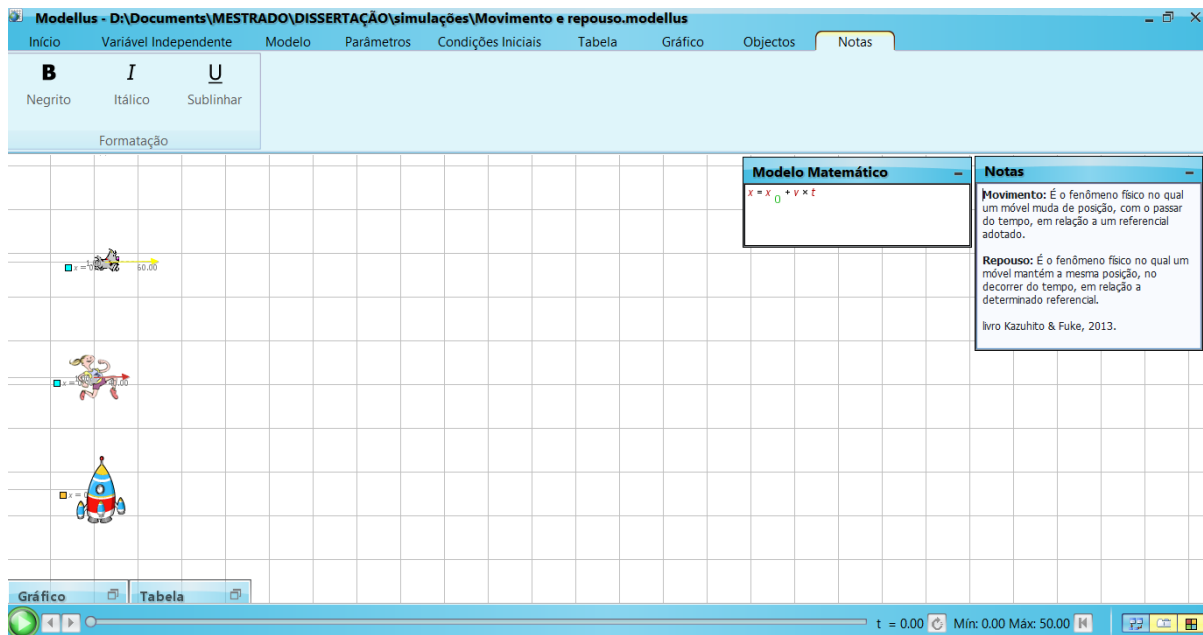 Modellus - D:\Documents\MESTRADO\DISSERTAÇÃO\simulações\Movimento e repouso.modellus
Início Variável Independente Modelo Parâmetros Condições Iniciais Tabela Gráfico Objectos Notas
B I U
Negrito Itálico Sublinhar
Formatação
Modelo Matemático
x = x 0 + v × t
Notas
Movimento: É o fenômeno físico no qual
um móvel muda de posição, com o passar
do tempo, em relação a um referencial
adotado.
Repouso: É o fenômeno físico no qual um
móvel mantém a mesma posição, no
decorrer do tempo, em relação a
determinado referencial.
livro Kazuhito & Fuke, 2013.
x = 60.00
x =
x =
Gráfico Tabela
t = 0.00 Mín: 0.00 Máx: 50.00